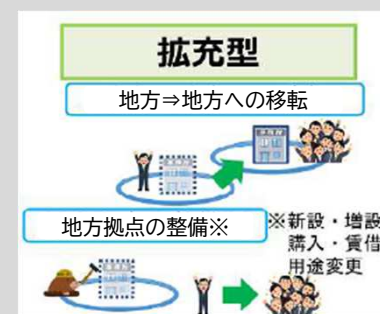 拡充型
地方⇒地方への移転
地方拠点の整備※
※新設・増設
購入・賃借
用途変更